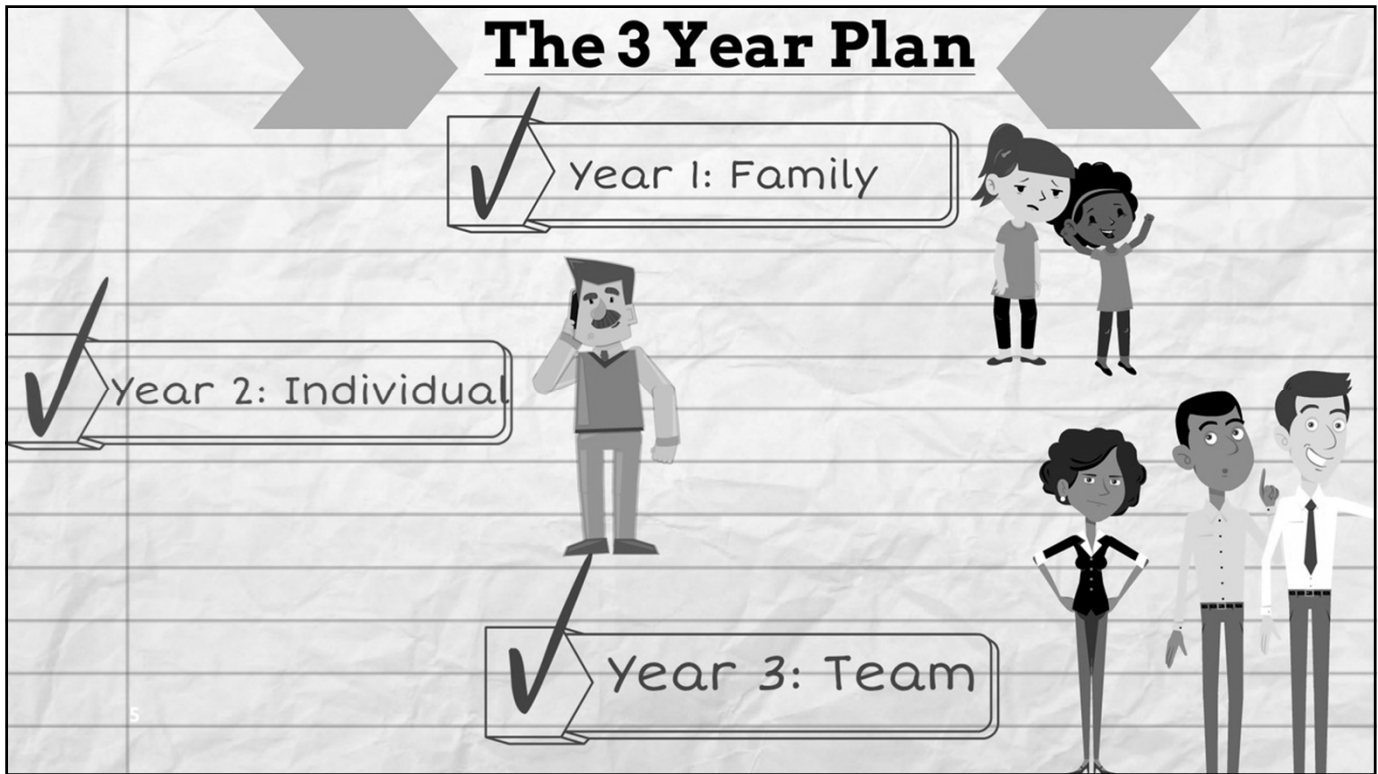 The 3 Year Plan
Year 1: Family
Year 2: Individual
Year 3: Team
5